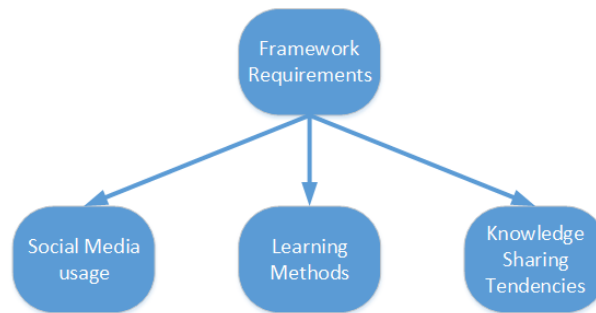 Framework
Requirements
Social Media
usage
Learning
Methods
Knowledge
Sharing
Tendencies